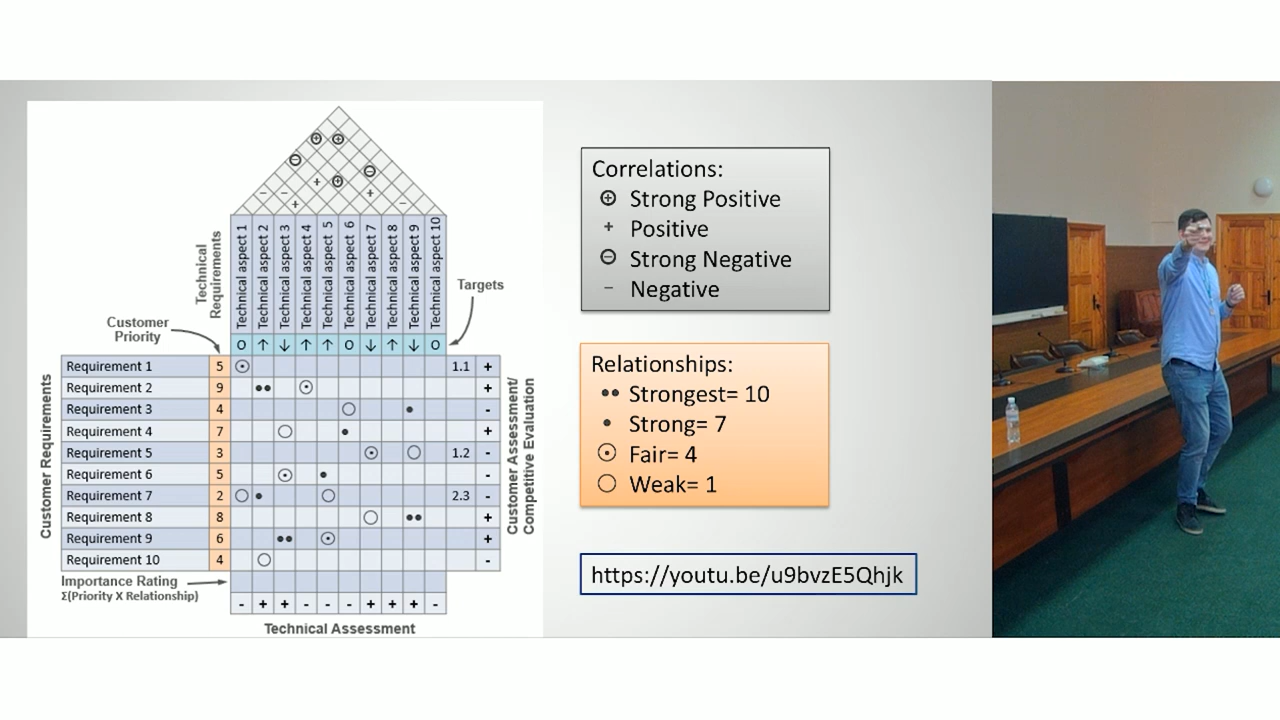 Technical
Requirements
Technical aspect 1
Technical aspect 2
Technical aspect 3
Technical aspect 4
Technical aspect 5
Technical aspect 6
Technical aspect 7
Technical aspect 8
Technical aspect 9
Technical aspect 10
Targets
Customer
Priority
O ↑ ↓ ↑ ↑ O ↓ ↑ ↓ O
Customer Requirements
Requirement 1 5 1.1 +
Requirement 2 9 +
Requirement 3 4 -
Requirement 4 7 +
Requirement 5 3 1.2 -
Requirement 6 5 -
Requirement 7 2 2.3 -
Requirement 8 8 +
Requirement 9 6 +
Requirement 10 4 -
Customer Assessment/
Competitive Evaluation
Importance Rating
Σ(Priority X Relationship)
- + + - - - + + + -
Technical Assessment
Correlations:
⊕ Strong Positive
+ Positive
⊖ Strong Negative
− Negative
Relationships:
•• Strongest= 10
• Strong= 7
⊙ Fair= 4
○ Weak= 1
https://youtu.be/u9bvzE5Qhjk